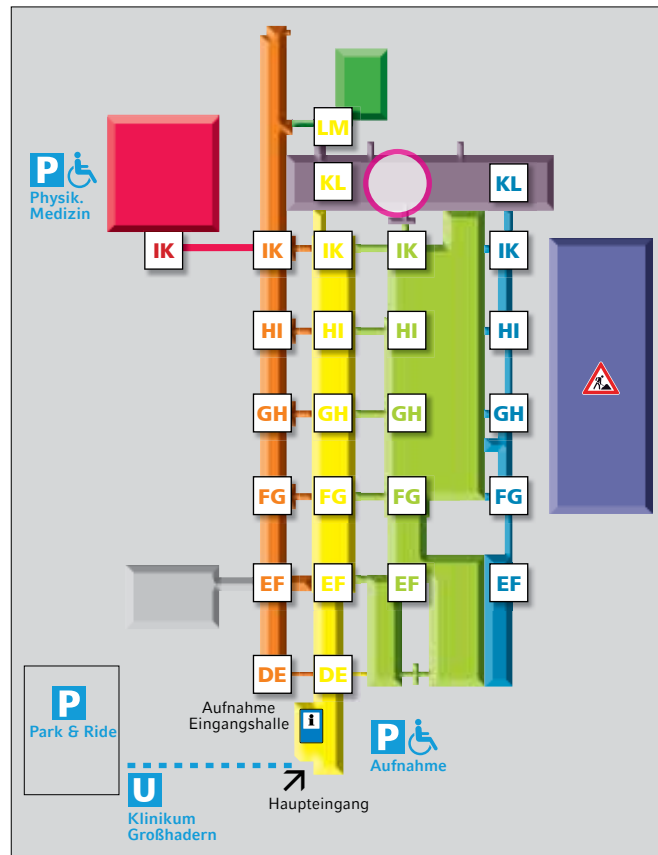 LM
P
Physik.
Medizin
KL KL
IK IK IK IK IK
HI HI HI HI
GH GH GH GH
FG FG FG FG
EF EF EF EF
DE DE
P
Park & Ride
Aufnahme
Eingangshalle
i
P
Aufnahme
U
Klinikum
Großhadern
Haupteingang